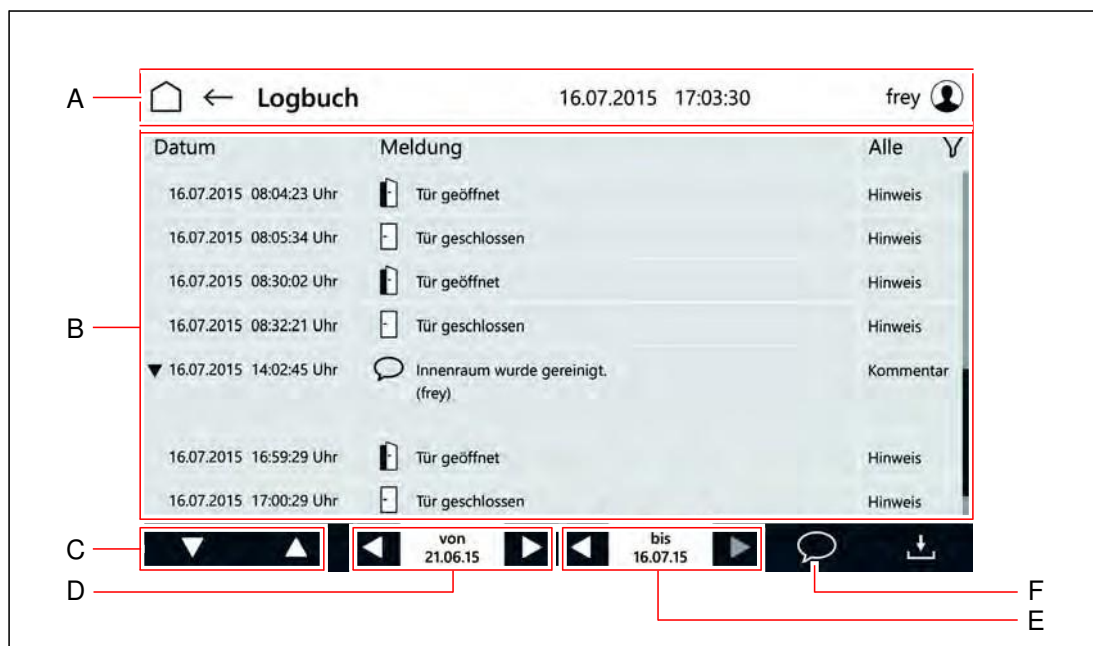 A
Logbuch 16.07.2015 17:03:30 frey
Datum Meldung Alle
16.07.2015 08:04:23 Uhr Tür geöffnet Hinweis
16.07.2015 08:05:34 Uhr Tür geschlossen Hinweis
16.07.2015 08:30:02 Uhr Tür geöffnet Hinweis
B
16.07.2015 08:32:21 Uhr Tür geschlossen Hinweis
16.07.2015 14:02:45 Uhr Innenraum wurde gereinigt. Kommentar
(frey)
16.07.2015 16:59:29 Uhr Tür geöffnet Hinweis
16.07.2015 17:00:29 Uhr Tür geschlossen Hinweis
C
von
21.06.15
bis
16.07.15
D
F
E